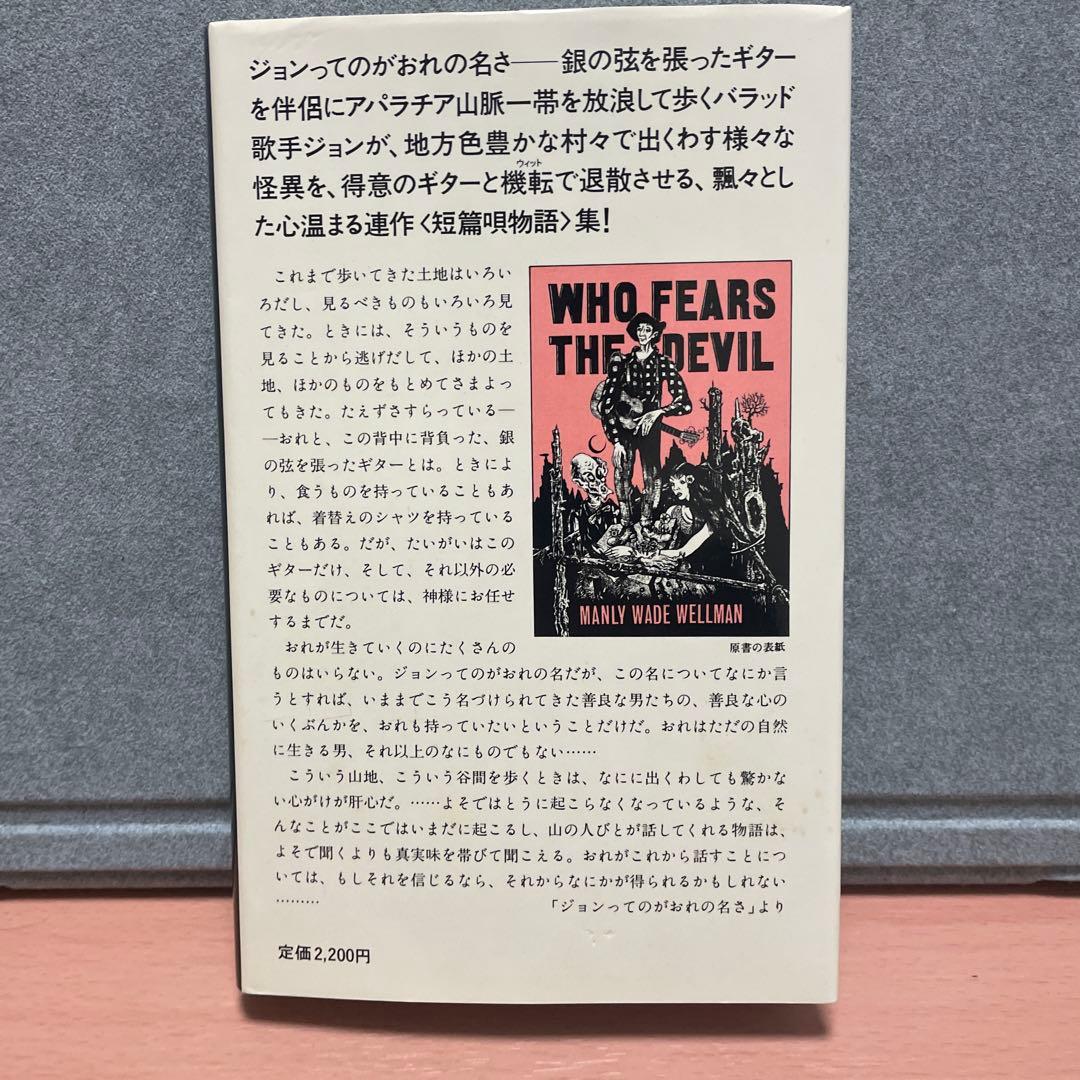 ジョンってのがおれの名さ──銀の弦を張ったギター
を伴侶にアパラチア山脈一帯を放浪して歩くバラッド
歌手ジョンが、地方色豊かな村々で出くわす様々な
ウィット
怪異を、得意のギターと機転で退散させる、飄々とし
た心温まる連作〈短篇唄物語〉集!
これまで歩いてきた土地はいろい
ろだし、見るべきものもいろいろ見
てきた。ときには、そういうものを
見ることから逃げだして、ほかの土
地、ほかのものをもとめてさまよっ
てもきた。たえずさすらっている─
─おれと、この背中に背負った、銀
の弦を張ったギターとは。ときによ
り、食うものを持っていることもあ
れば、着替えのシャツを持っている
こともある。だが、たいがいはこの
ギターだけ、そして、それ以外の必
要なものについては、神様にお任せ
するまでだ。
おれが生きていくのにたくさんの
ものはいらない。ジョンってのがおれの名だが、この名についてなにか言
うとすれば、いままでこう名づけられてきた善良な男たちの、善良な心の
いくぶんかを、おれも持っていたいということだけだ。おれはただの自然
に生きる男、それ以上のなにものでもない……
こういう山地、こういう谷間を歩くときは、なにに出くわしても驚かな
い心がけが肝心だ。……よそではとうに起こらなくなっているような、そ
んなことがここではいまだに起こるし、山の人びとが話してくれる物語は、
よそで聞くよりも真実味を帯びて聞こえる。おれがこれから話すことにつ
いては、もしそれを信じるなら、それからなにかが得られるかもしれない
………
「ジョンってのがおれの名さ」より
WHO FEARS
THE DEVIL
MANLY WADE WELLMAN
原書の表紙
定価2,200円